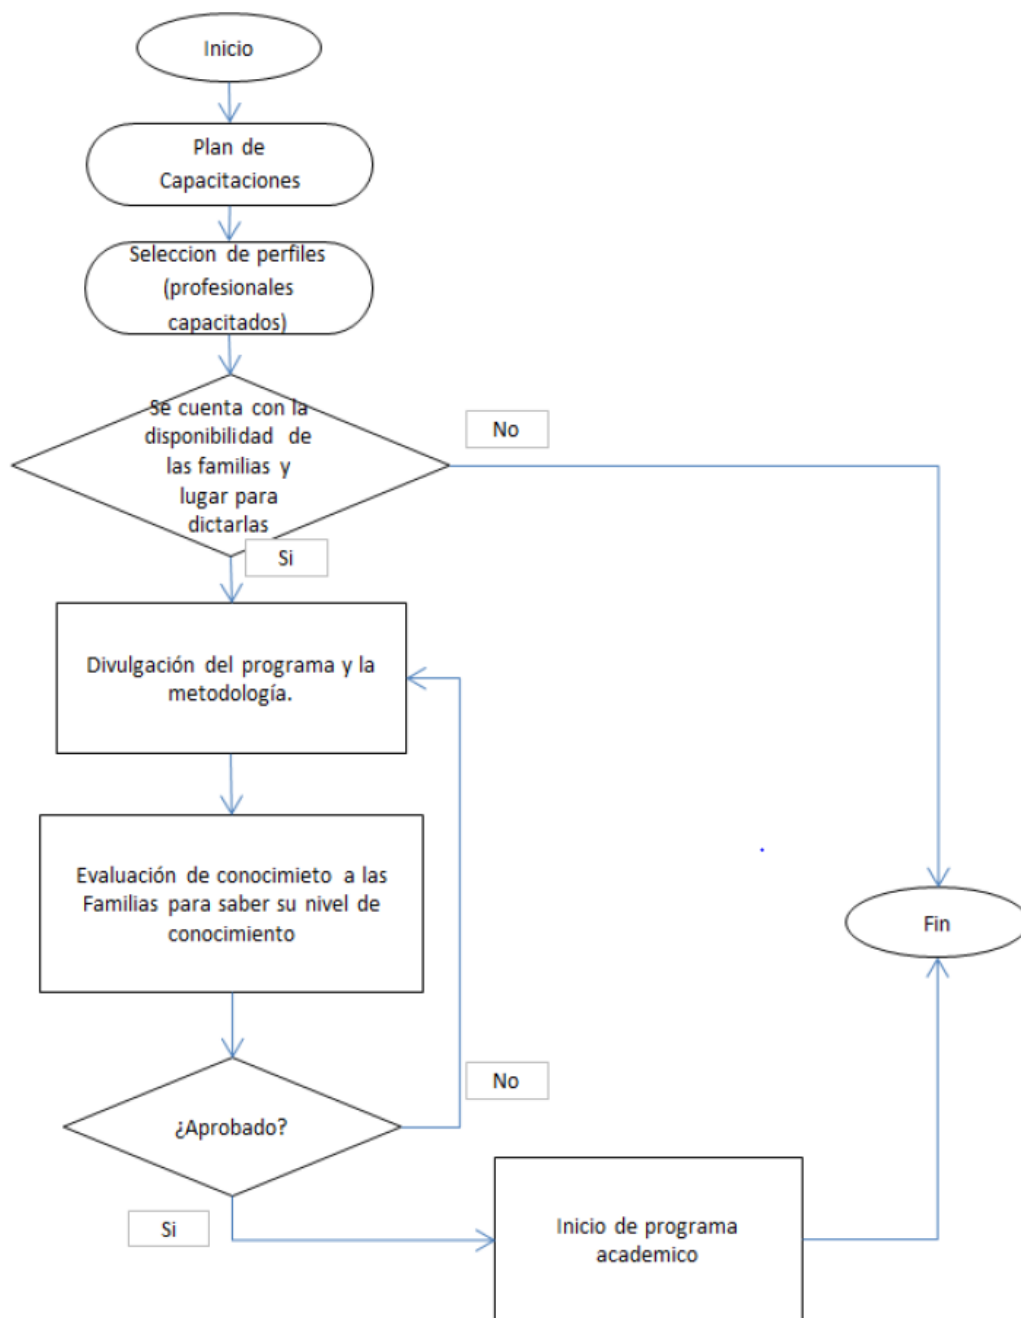 Inicio
Plan de
Capacitaciones
Seleccion de perfiles
(profesionales
capacitados)
Se cuenta con la
disponibilidad de
las familias y
lugar para
dictarlas
No
Si
Divulgación del programa y la
metodología.
Evaluación de conocimieto a las
Familias para saber su nivel de
conocimiento
Fin
¿Aprobado?
No
Si
Inicio de programa
academico